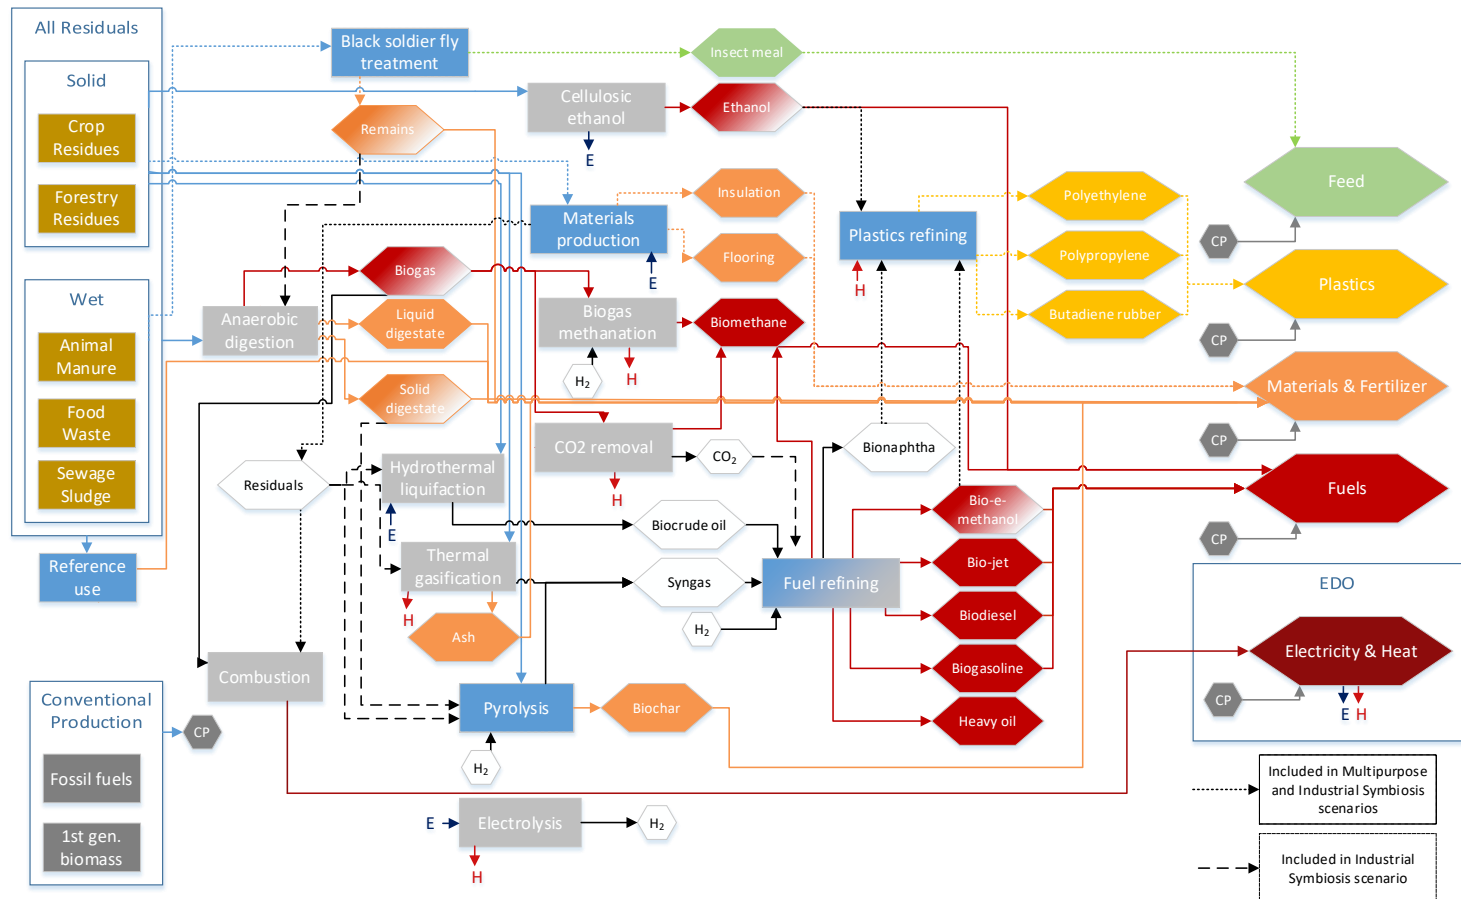 All Residuals
Solid
Crop
Residues
Forestry
Residues
Wet
Animal
Manure
Food
Waste
Sewage
Sludge
Reference
use
Conventional
Production
Fossil fuels
1st gen.
biomass
CP
Black soldier fly
treatment
Remains
Cellulosic
ethanol
E
Insect meal
Ethanol
Materials
production
E
Insulation
Flooring
Plastics refining
H
Polyethylene
Polypropylene
Butadiene rubber
Feed
CP
Plastics
CP
Materials & Fertilizer
CP
Fuels
CP
Anaerobic
digestion
Biogas
Liquid
digestate
Solid
digestate
Biogas
methanation
H2
H
Biomethane
CO2 removal
H
CO2
Bionaphtha
Residuals
Hydrothermal
liquifaction
E
Thermal
gasification
H
Ash
Biocrude oil
Syngas
H2
Fuel refining
Bio-e-
methanol
Bio-jet
Biodiesel
Biogasoline
Heavy oil
Combustion
Pyrolysis
H2
Biochar
E
Electrolysis
H
H2
EDO
Electricity & Heat
CP
E
H
Included in Multipurpose
and Industrial Symbiosis
scenarios
Included in Industrial
Symbiosis scenario